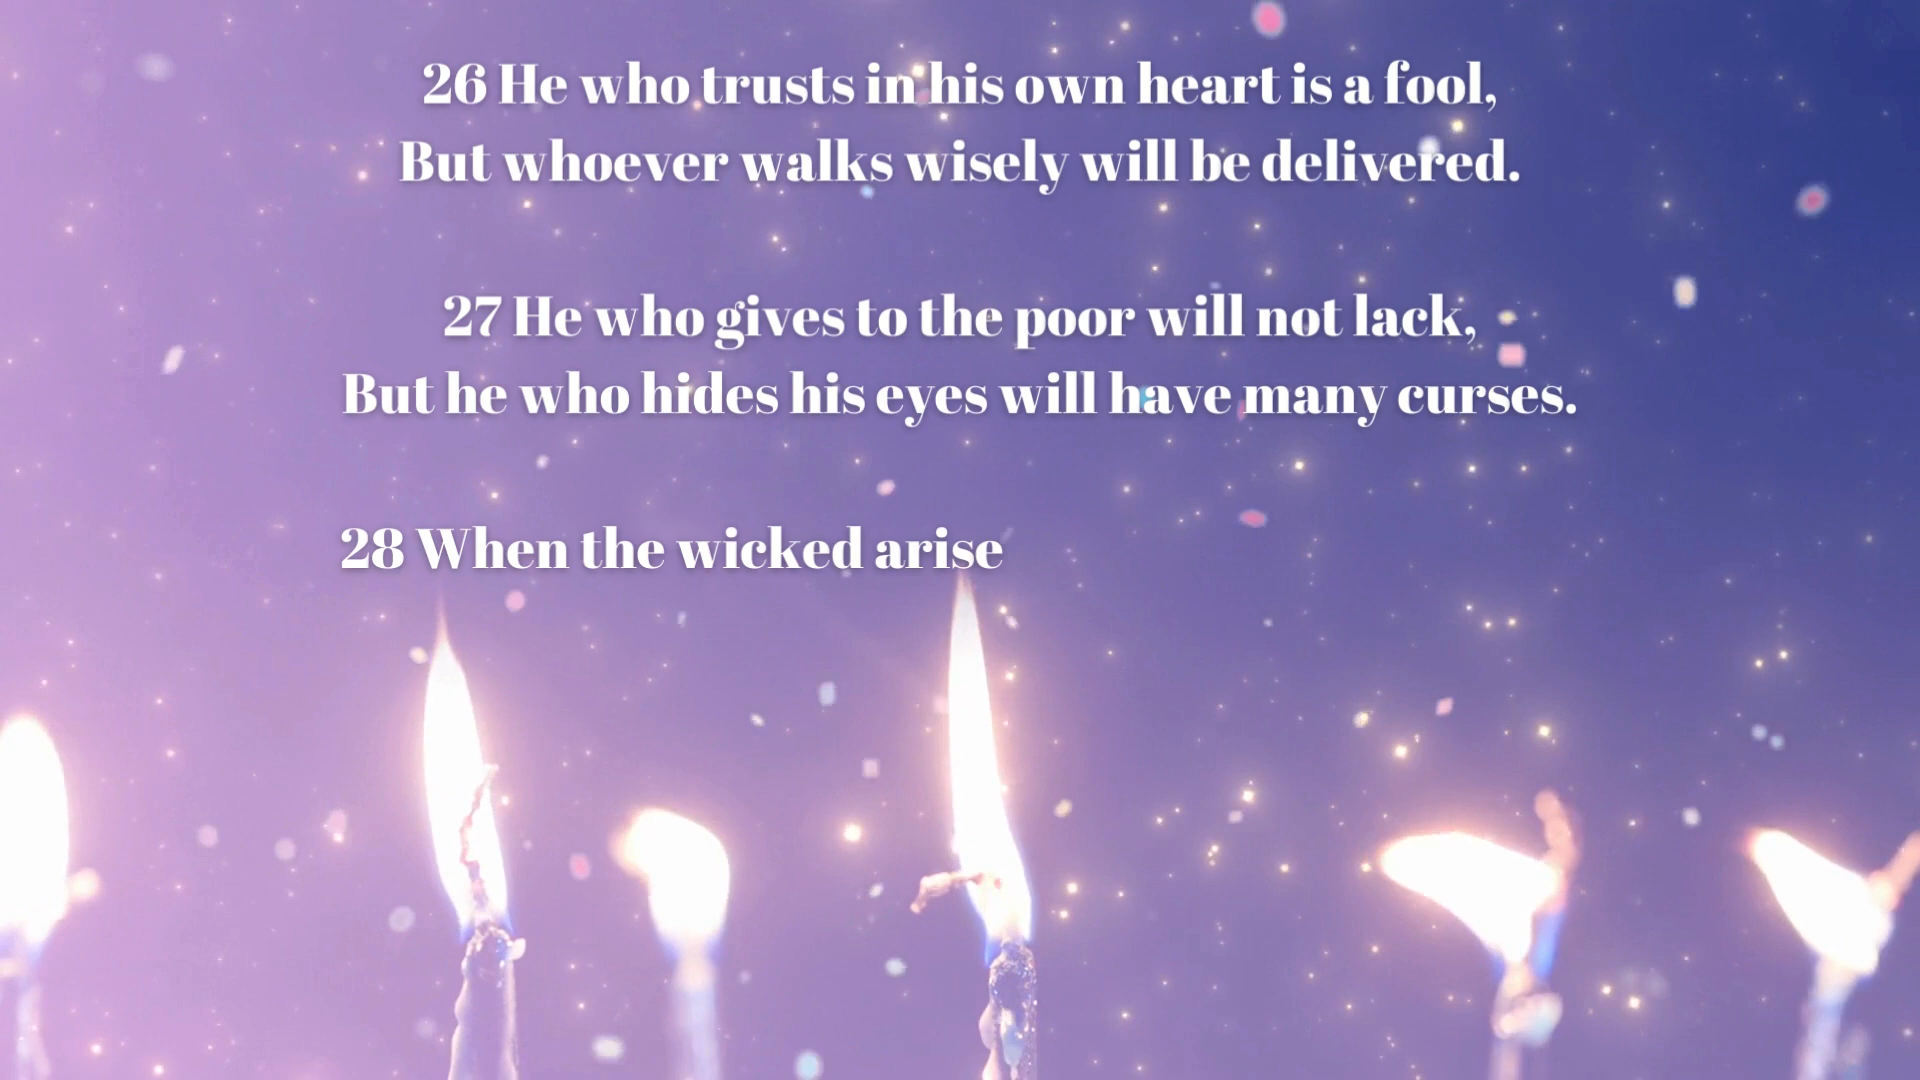 26 He who trusts in his own heart is a fool,
But whoever walks wisely will be delivered.
27 He who gives to the poor will not lack,
But he who hides his eyes will have many curses.
28 When the wicked arise